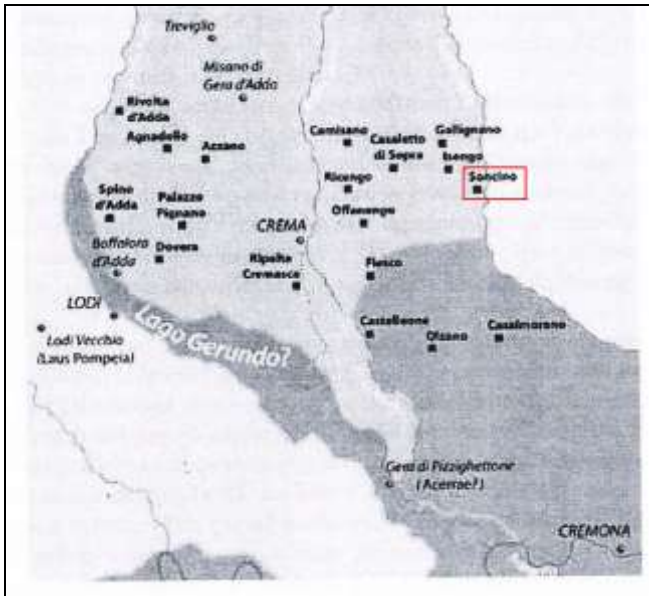 Treviglio
Misano di
Gera d'Adda
Rivolta
d'Adda
Agnadello
Azzano
Camisano
Casaletto
di Sopra
Gallignano
Isengo
Soncino
Ricengo
Offanengo
Spino
d'Adda
Palazzo
Pignano
CREMA
Boffalora
d'Adda
Dovera
Ripalta
Cremasca
Fiesco
LODI
Lodi Vecchio
(Laus Pompeia)
Lago Gerundo?
Castelleone
Olzano
Casalmorano
Gera di Pizzighettone
(Acerrae?)
CREMONA